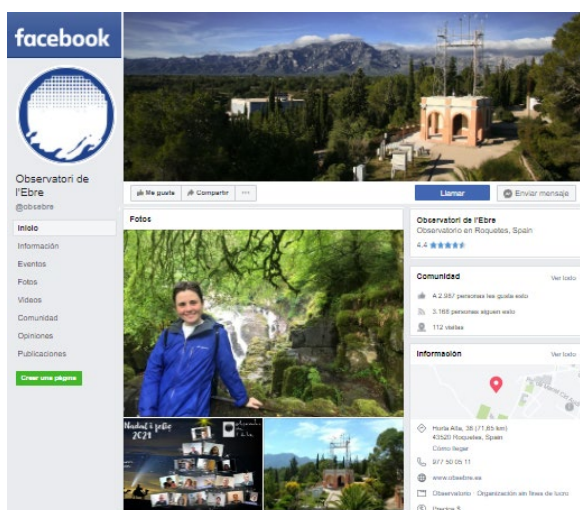 facebook
Observatori de
l'Ebre
@obsebre
Inicio
Información
Eventos
Fotos
Videos
Comunidad
Opiniones
Publicaciones
Crear una página
Me gusta
Compartir
Llamar
Enviar mensaje
Fotos
Nadal i feliç
2021
Observatori de l'Ebre
Observatorio en Roquetes, Spain
4.4
Comunidad
Ver todo
A 2.987 personas les gusta esto
3.168 personas siguen esto
112 visitas
Información
Ver todo
Horta Alta, 38 (71,65 km)
43520 Roquetes, Spain
Cómo llegar
977 50 05 11
www.obsebre.es
Observatorio · Organización sin fines de lucro